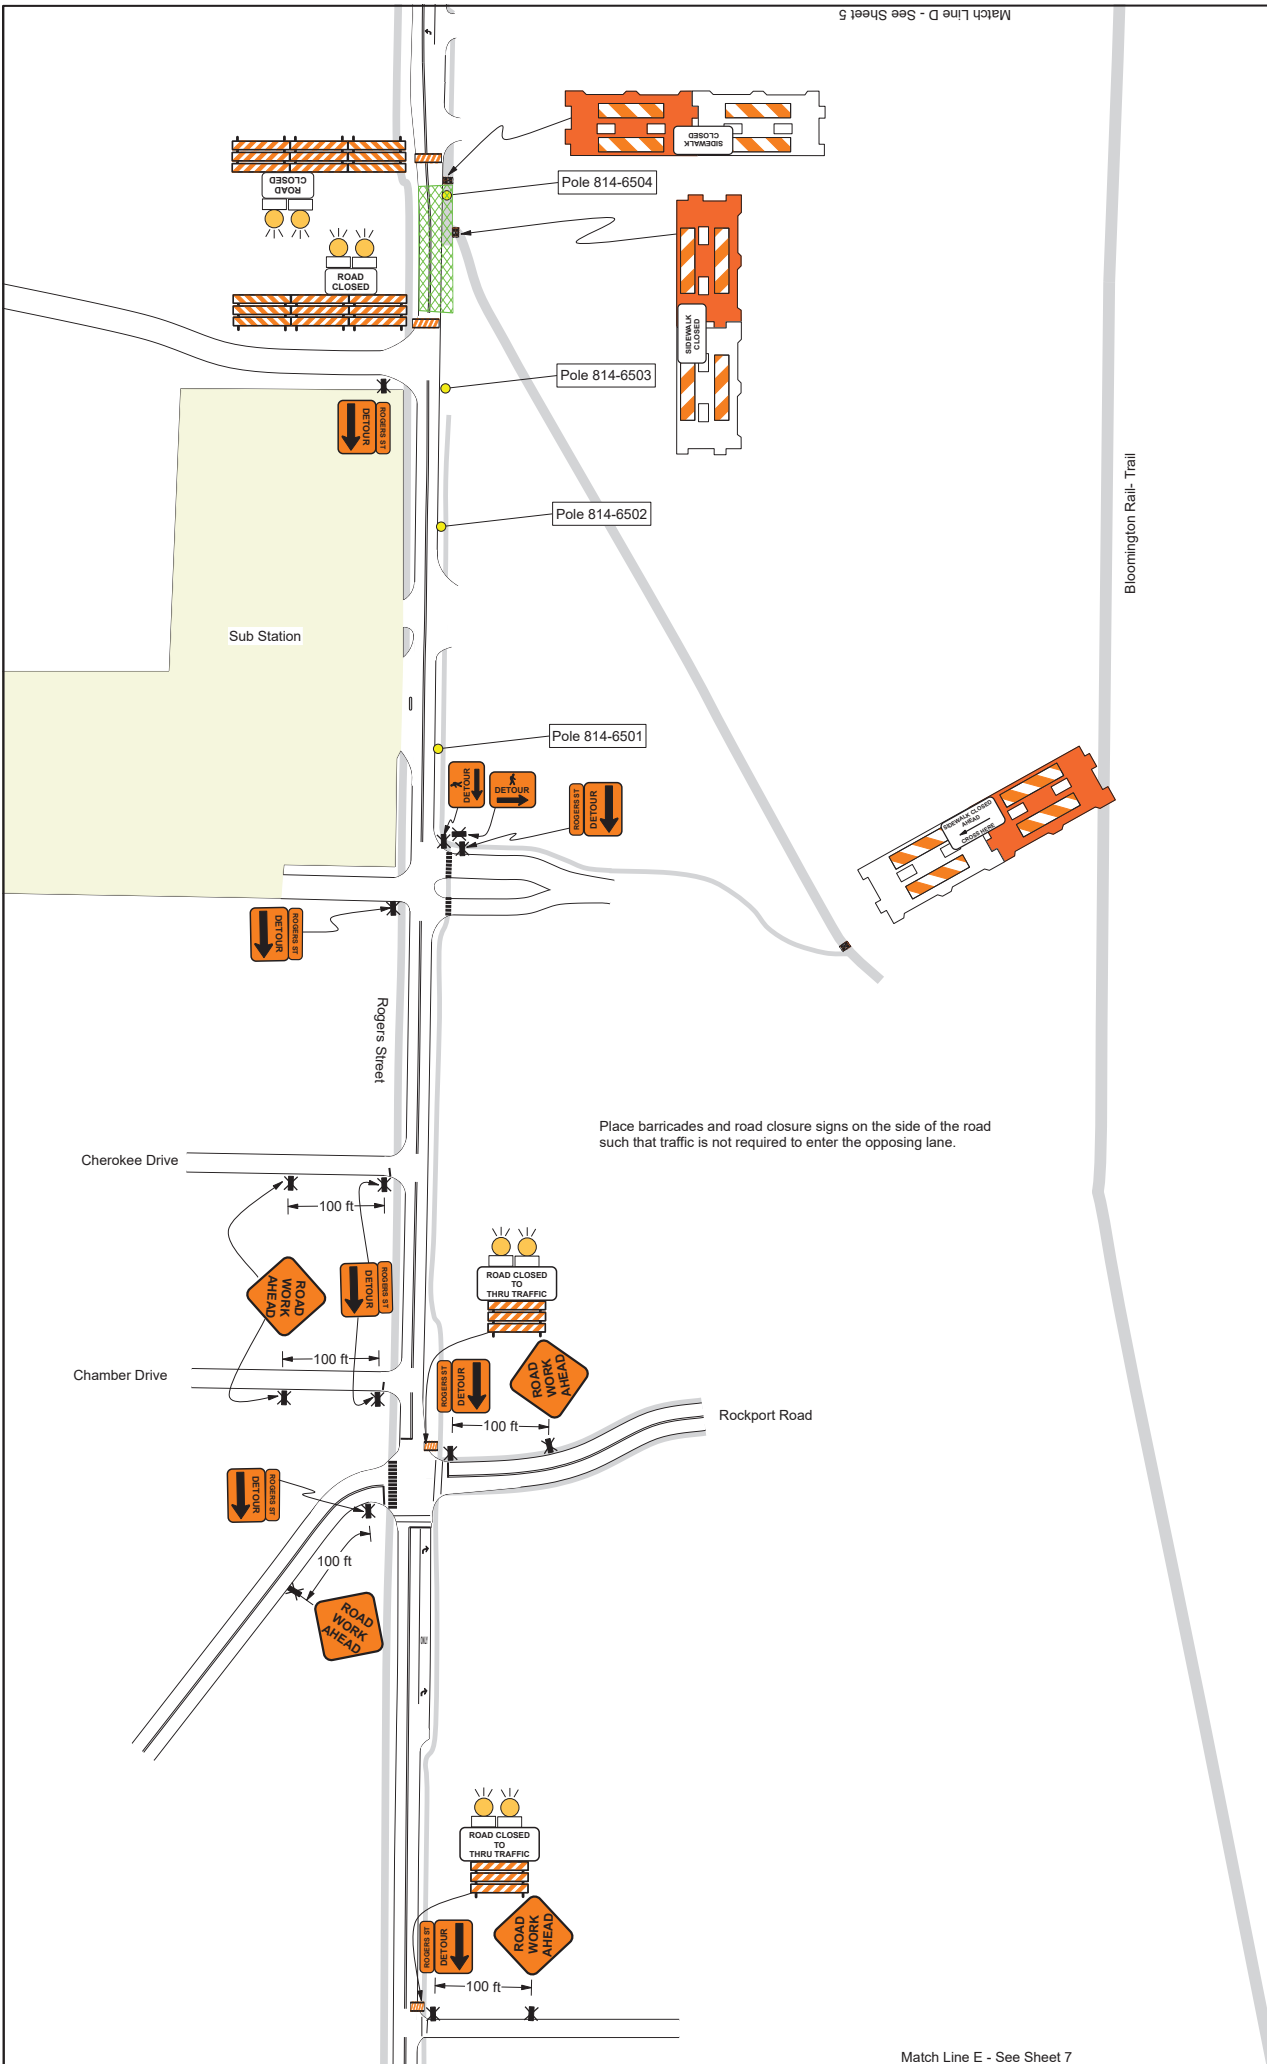 Match Line D - See Sheet 5
SIDEWALK
CLOSED
ROAD
CLOSED
Pole 814-6504
ROAD
CLOSED
SIDEWALK
CLOSED
Pole 814-6503
ROGERS ST
DETOUR
Pole 814-6502
Bloomington Rail- Trail
Sub Station
Pole 814-6501
DETOUR
DETOUR
ROGERS ST
DETOUR
SIDEWALK CLOSED
AHEAD
CROSS HERE
ROGERS ST
DETOUR
Rogers Street
Place barricades and road closure signs on the side of the road
such that traffic is not required to enter the opposing lane.
Cherokee Drive
100 ft
ROAD
WORK
AHEAD
ROGERS ST
DETOUR
ROAD CLOSED
TO
THRU TRAFFIC
100 ft
Chamber Drive
ROGERS ST
DETOUR
ROAD
WORK
AHEAD
100 ft
Rockport Road
ROGERS ST
DETOUR
100 ft
ROAD
WORK
AHEAD
ONLY
ROAD CLOSED
TO
THRU TRAFFIC
ROGERS ST
DETOUR
ROAD
WORK
AHEAD
100 ft
Match Line E - See Sheet 7